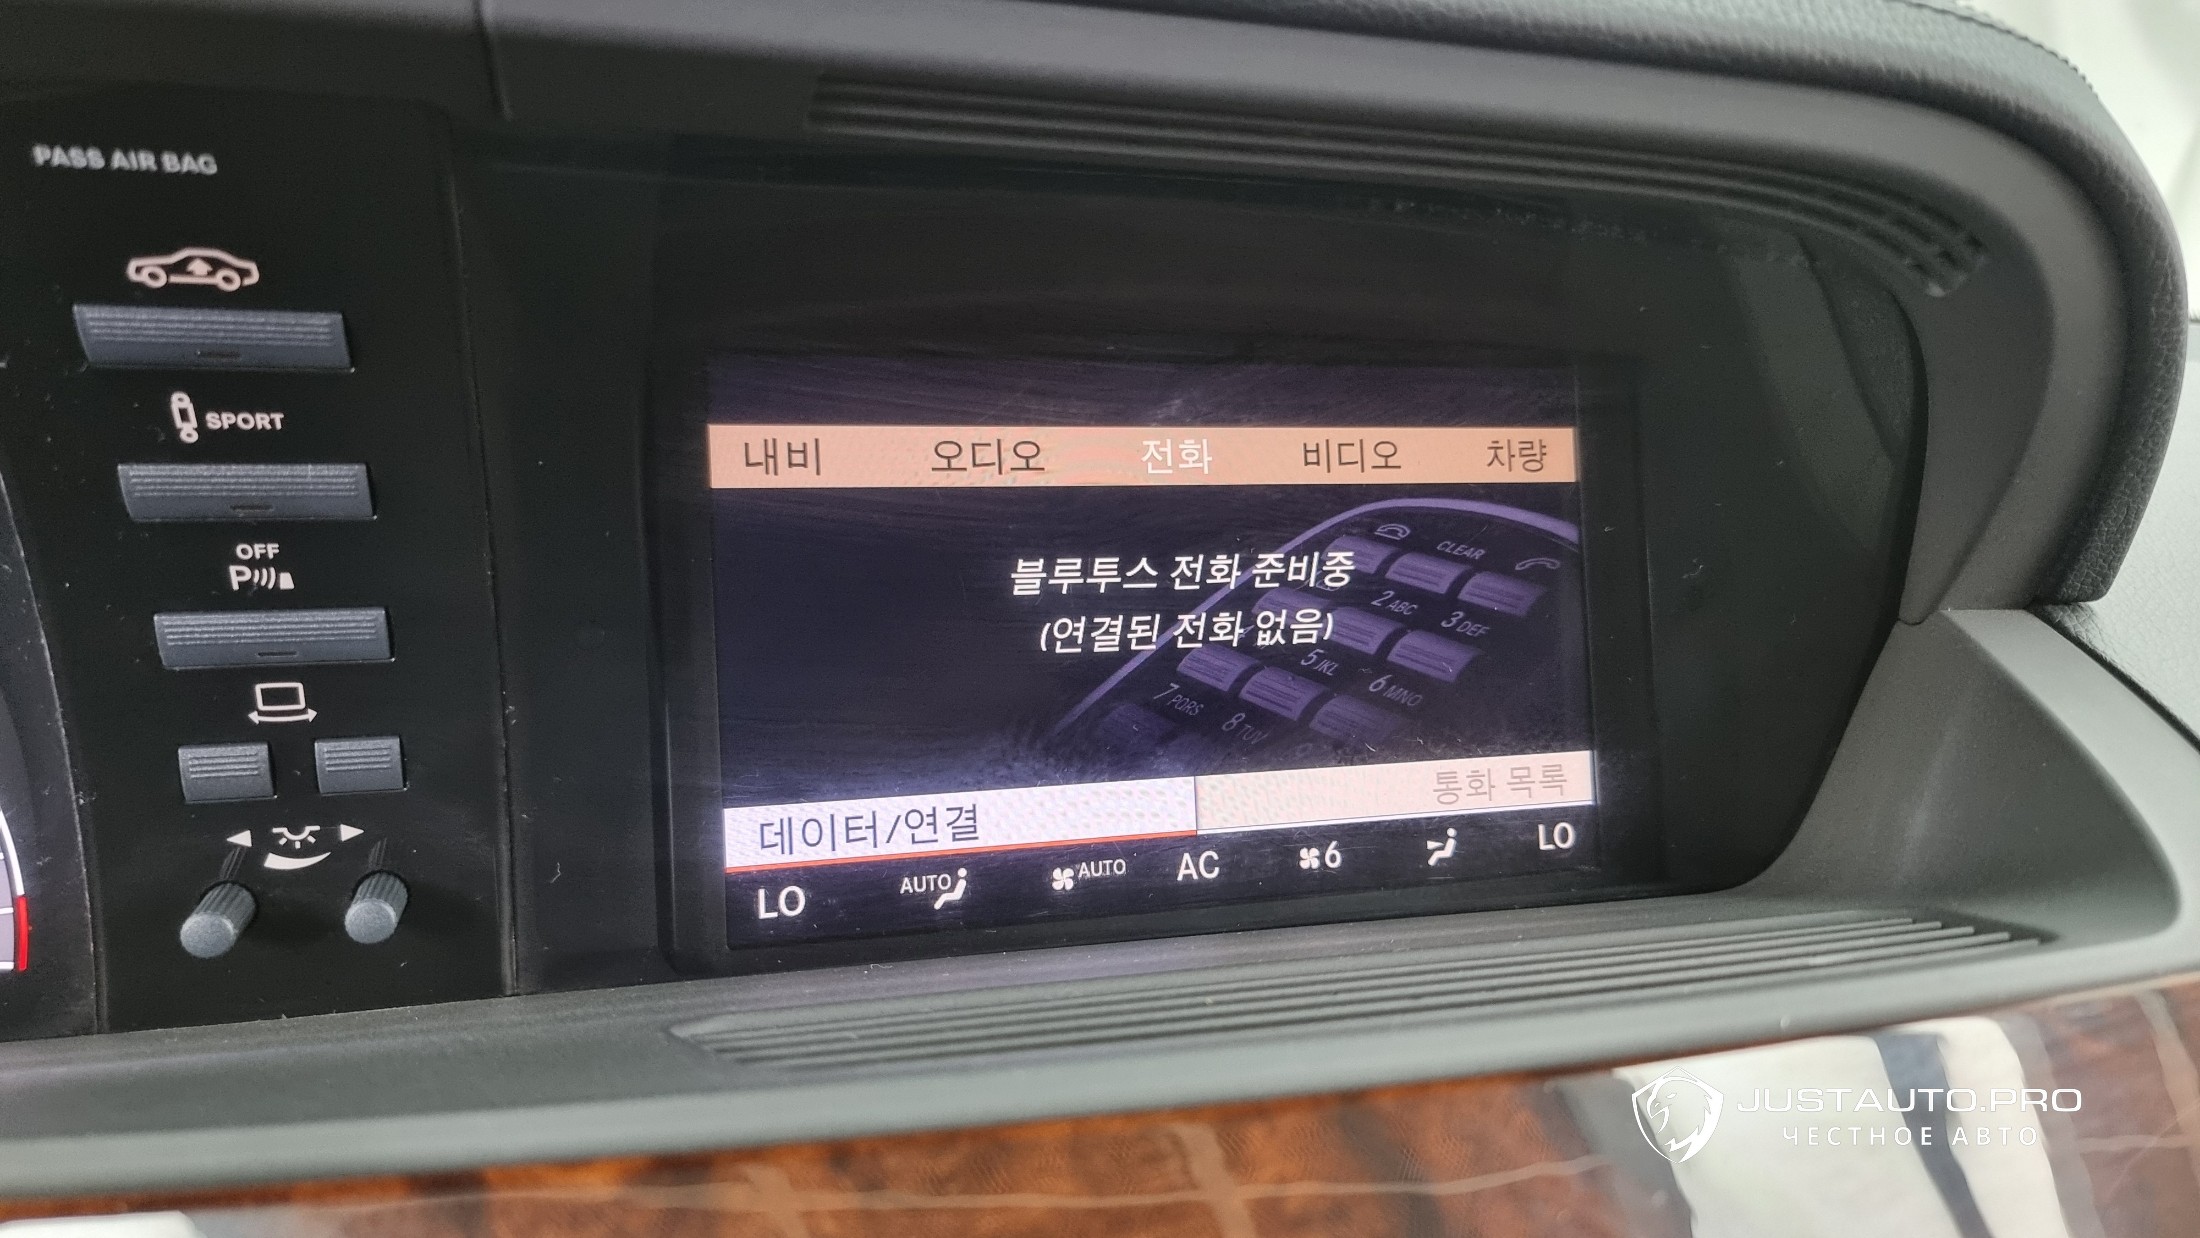 PASS AIR BAG
SPORT
OFF
P
내비 오디오 전화 비디오 차량
블루투스 전화 준비중
(연결된 전화 없음)
CLEAR
2 ABC
3 DEF
5 JKL
6 MNO
7 PQRS
8 TUV
데이터/연결
통화 목록
LO AUTO AUTO AC 6 LO
JUSTAUTO.PRO
ЧЕСТНОЕ АВТО